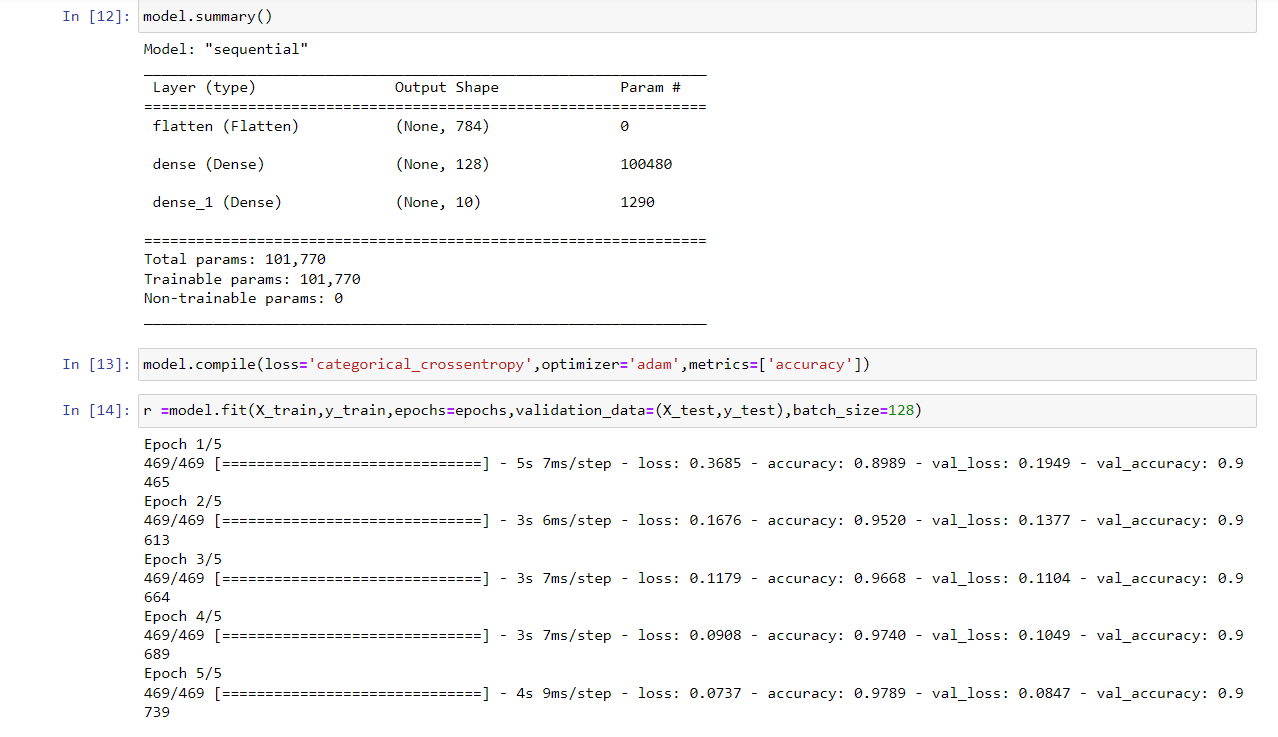 In [12]: model.summary()
Model: "sequential"
_________________________________________________________________
Layer (type) Output Shape Param #
=================================================================
flatten (Flatten) (None, 784) 0
dense (Dense) (None, 128) 100480
dense_1 (Dense) (None, 10) 1290
=================================================================
Total params: 101,770
Trainable params: 101,770
Non-trainable params: 0
_________________________________________________________________
In [13]: model.compile(loss='categorical_crossentropy',optimizer='adam',metrics=['accuracy'])
In [14]: r =model.fit(X_train,y_train,epochs=epochs,validation_data=(X_test,y_test),batch_size=128)
Epoch 1/5
469/469 [==============================] - 5s 7ms/step - loss: 0.3685 - accuracy: 0.8989 - val_loss: 0.1949 - val_accuracy: 0.9
465
Epoch 2/5
469/469 [==============================] - 3s 6ms/step - loss: 0.1676 - accuracy: 0.9520 - val_loss: 0.1377 - val_accuracy: 0.9
613
Epoch 3/5
469/469 [==============================] - 3s 7ms/step - loss: 0.1179 - accuracy: 0.9668 - val_loss: 0.1104 - val_accuracy: 0.9
664
Epoch 4/5
469/469 [==============================] - 3s 7ms/step - loss: 0.0908 - accuracy: 0.9740 - val_loss: 0.1049 - val_accuracy: 0.9
689
Epoch 5/5
469/469 [==============================] - 4s 9ms/step - loss: 0.0737 - accuracy: 0.9789 - val_loss: 0.0847 - val_accuracy: 0.9
739